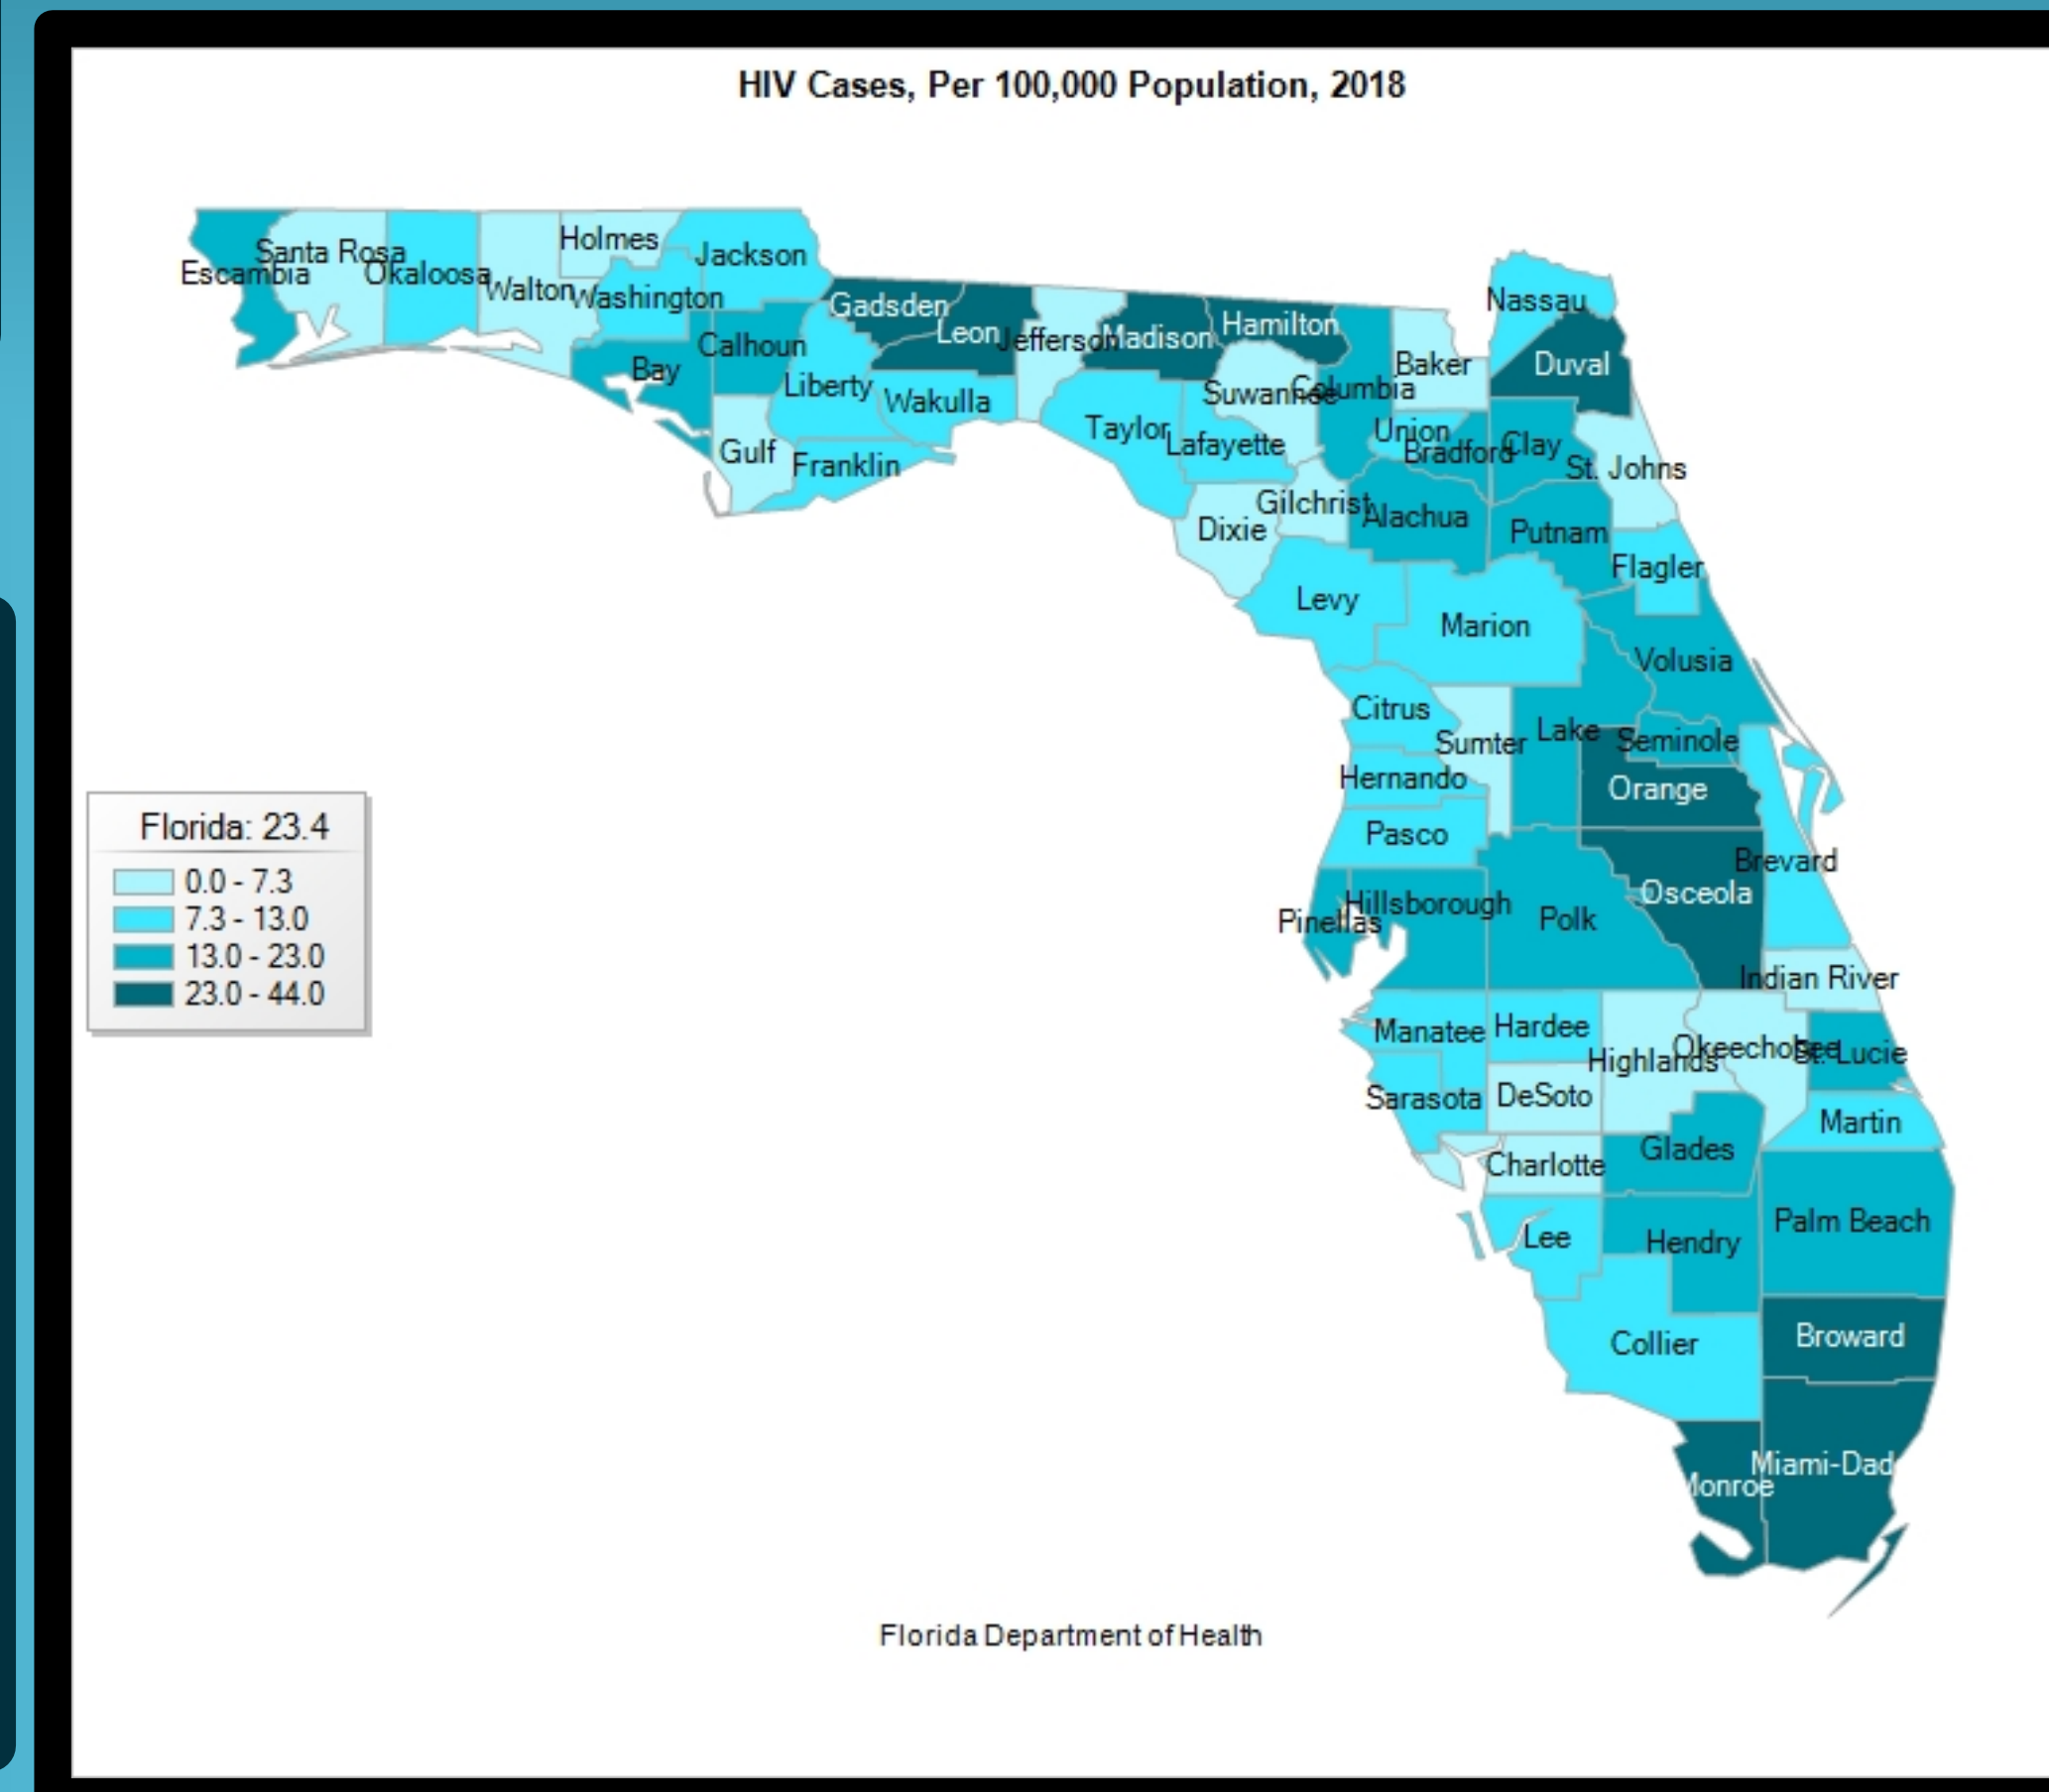 HIV Cases, Per 100,000 Population, 2018
Holmes
Santa Rosa
Jackson
Escambia
Okaloosa
Walton
Washington
Gadsden
Leon
Jefferson
Madison
Hamilton
Nassau
Calhoun
Bay
Liberty
Wakulla
Suwannee
Columbia
Baker
Duval
Taylor
Lafayette
Union
Bradford
Clay
St. Johns
Gulf
Franklin
Gilchrist
Dixie
Alachua
Putnam
Flagler
Levy
Marion
Volusia
Citrus
Sumter
Lake
Seminole
Hernando
Orange
Pasco
Brevard
Osceola
Pinellas
Hillsborough
Polk
Indian River
Manatee
Hardee
Highlands
Okeechobee
St. Lucie
Sarasota
DeSoto
Martin
Charlotte
Glades
Palm Beach
Lee
Hendry
Collier
Broward
Miami-Dad
Monroe
Florida: 23.4
0.0 - 7.3
7.3 - 13.0
13.0 - 23.0
23.0 - 44.0
Florida Department of Health